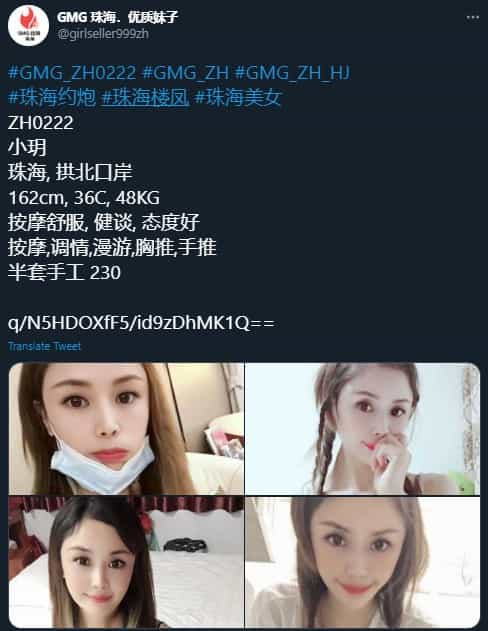 GMG 珠海．优质妹子
@girlseller999zh
#GMG_ZH0222 #GMG_ZH #GMG_ZH_HJ
#珠海约炮 #珠海楼凤 #珠海美女
ZH0222
小玥
珠海, 拱北口岸
162cm, 36C, 48KG
按摩舒服, 健谈, 态度好
按摩,调情,漫游,胸推,手推
半套手工 230
q/N5HDOXfF5/id9zDhMK1Q==
Translate Tweet